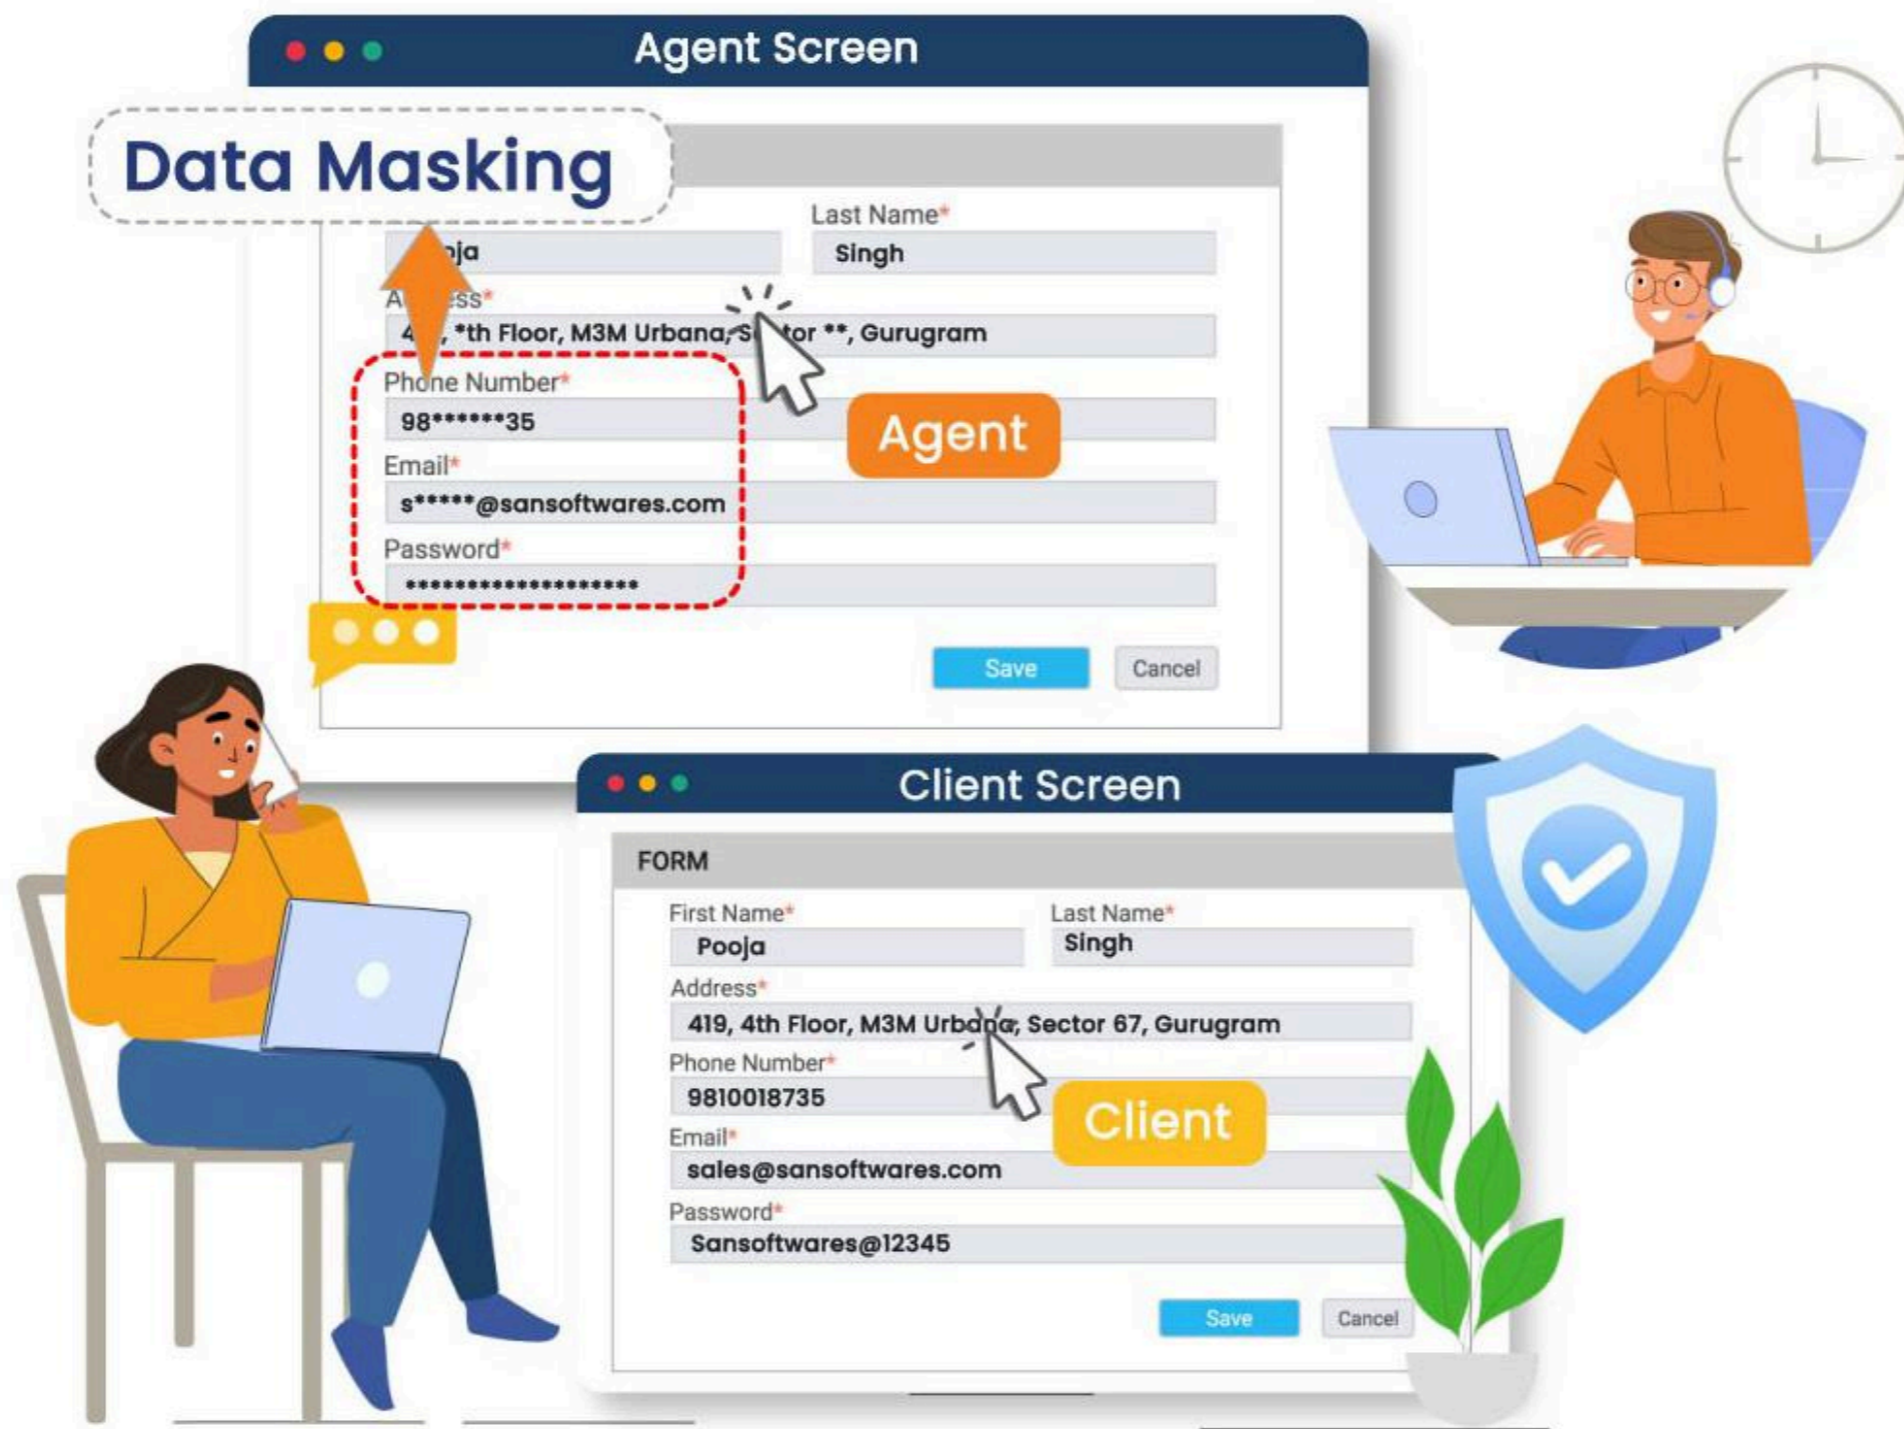 Agent Screen
Data Masking
Last Name*
Singh
*th Floor, M3M Urbana, **, Gurugram
Phone Number*
98******35
Agent
Email*
s*****@sansoftwares.com
Password*
*******************
Save Cancel
Client Screen
FORM
First Name* Last Name*
Pooja Singh
Address*
419, 4th Floor, M3M Urbana, Sector 67, Gurugram
Phone Number*
9810018735
Client
Email*
sales@sansoftwares.com
Password*
Sansoftwares@12345
Save Cancel